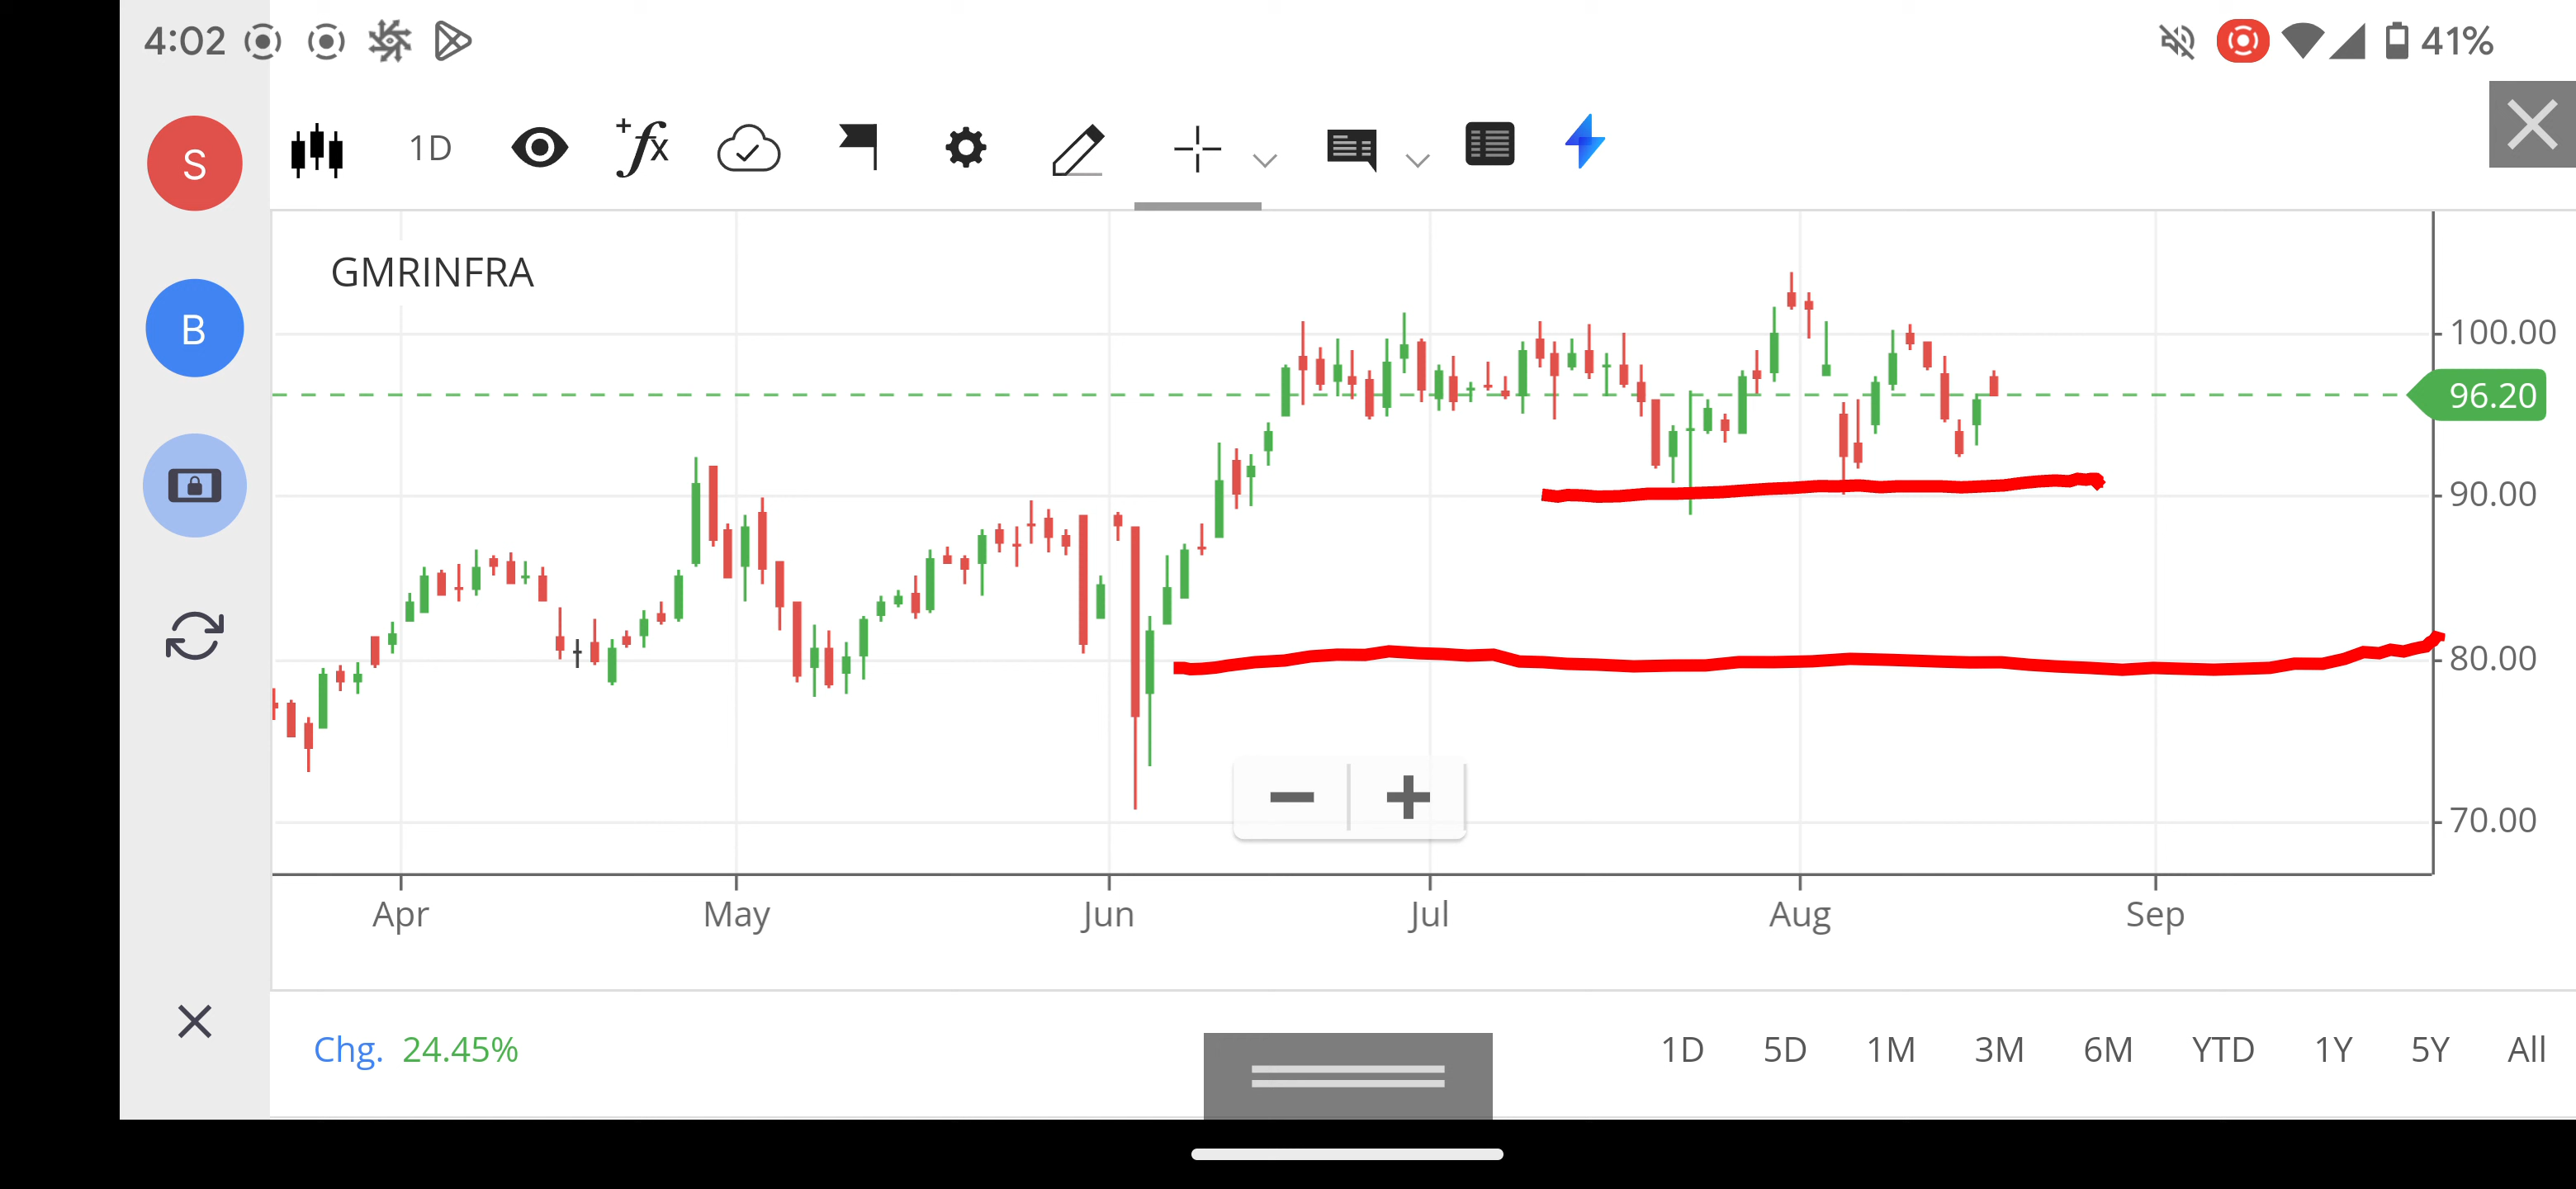 4:02 41%
S
1D +fx
GMRINFRA
B
100.00
96.20
90.00
80.00
70.00
Apr May Jun Jul Aug Sep
Chg. 24.45% 1D 5D 1M 3M 6M YTD 1Y 5Y All